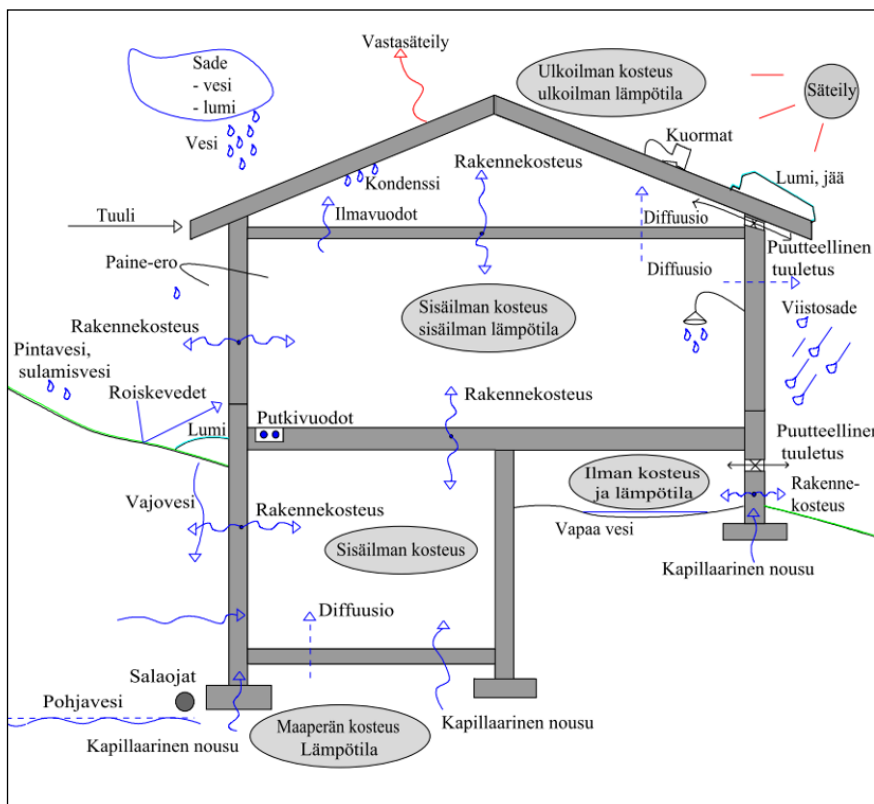 Vastasäteily
Sade
- vesi
- lumi
Vesi
Ulkoilman kosteus
ulkoilman lämpötila
Säteily
Kuormat
Rakennekosteus
Kondenssi
Lumi, jää
Tuuli
Ilmavuodot
Diffuusio
Puutteellinen
tuuletus
Paine-ero
Diffuusio
Sisäilman kosteus
sisäilman lämpötila
Viistosade
Rakennekosteus
Pintavesi,
sulamisvesi
Roiskevedet
Rakennekosteus
Lumi
Putkivuodot
Puutteellinen
tuuletus
Ilman kosteus
ja lämpötila
Rakenne-
kosteus
Vajovesi
Rakennekosteus
Vapaa vesi
Sisäilman kosteus
Kapillaarinen nousu
Diffuusio
Salaojat
Pohjavesi
Kapillaarinen nousu
Maaperän kosteus
Lämpötila
Kapillaarinen nousu